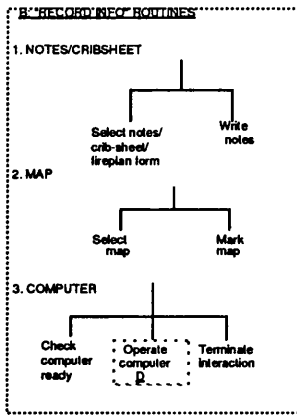 B: "RECORD INFO" ROUTINES
1. NOTES/CRIBSHEET
Select notes/
crib-sheet/
fireplan form
Write
notes
2. MAP
Select
map
Mark
map
3. COMPUTER
Check
computer
ready
Operate
computer
D
Terminate
interaction